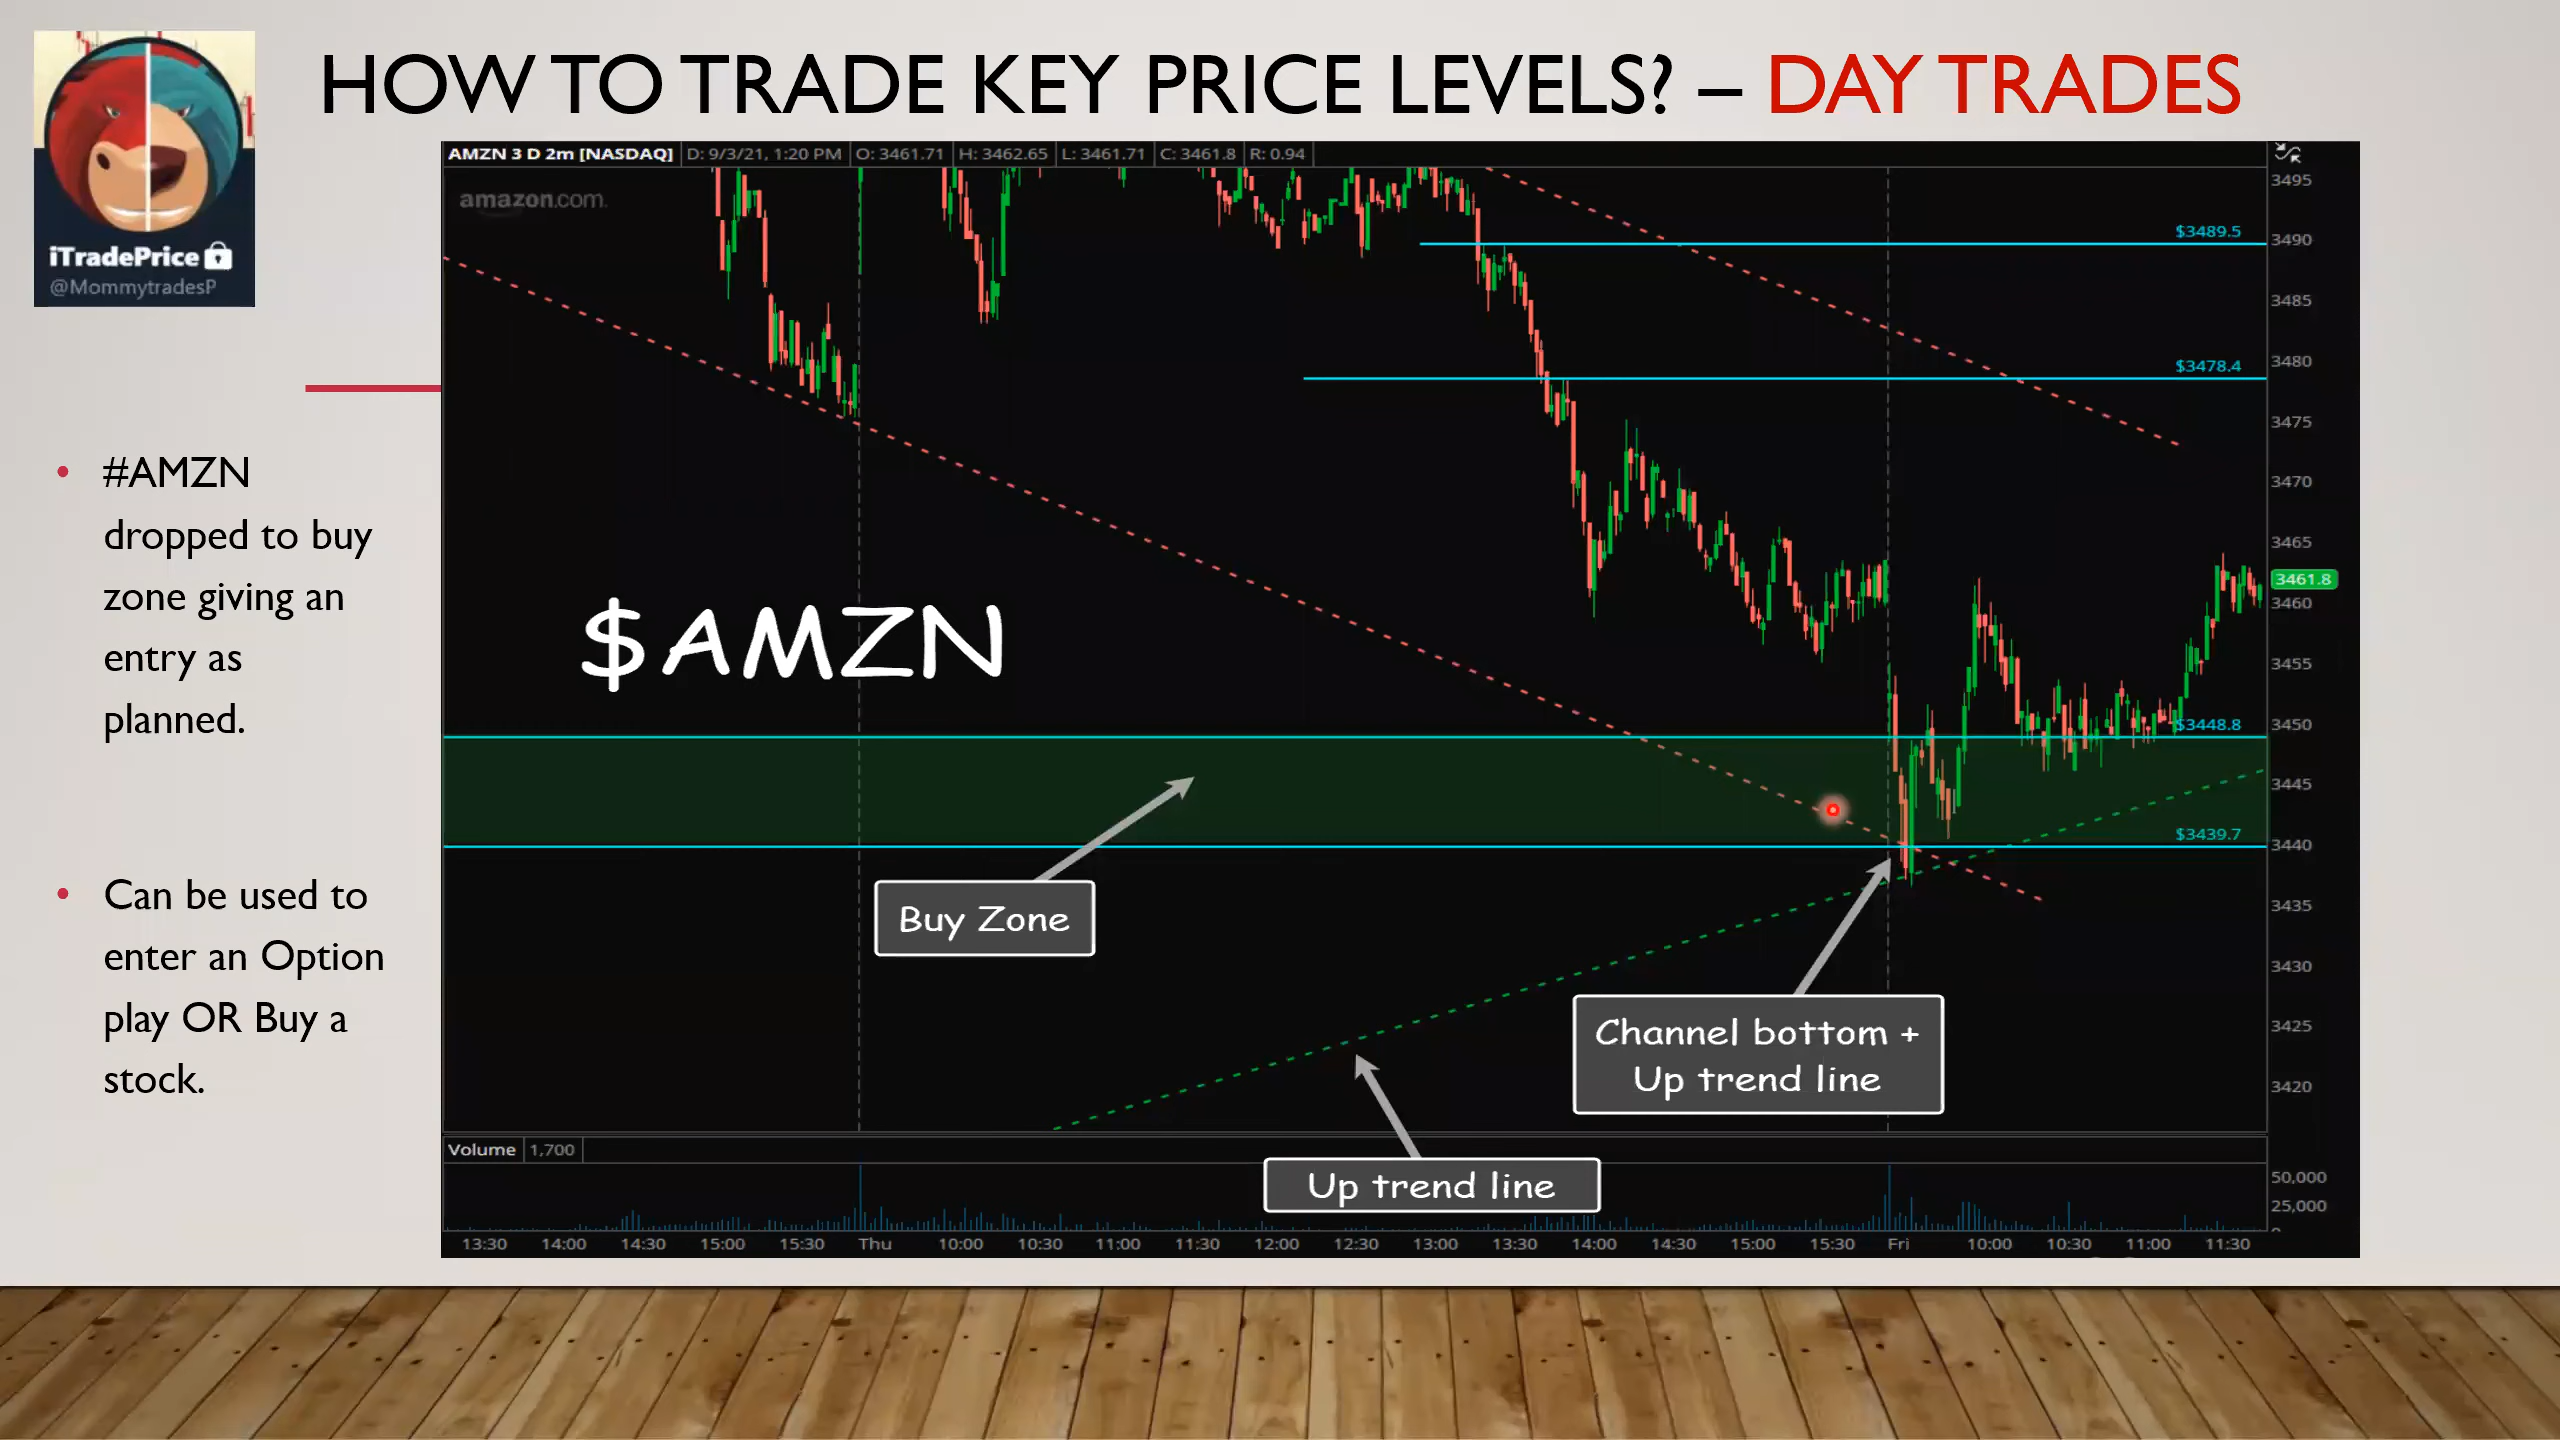 HOW TO TRADE KEY PRICE LEVELS? – DAY TRADES
iTradePrice
@MommytradesP
#AMZN
dropped to buy
zone giving an
entry as
planned.
Can be used to
enter an Option
play OR Buy a
stock.
AMZN 3 D 2m [NASDAQ] D: 9/3/21, 1:20 PM O: 3461.71 H: 3462.65 L: 3461.71 C: 3461.8 R: 0.94
amazon.com.
3495
$3489.5
3490
3485
3480
$3478.4
3475
3470
3465
3461.8
3460
3455
$AMZN
$3448.8
3450
3445
$3439.7
3440
3435
3430
3425
3420
Buy Zone
Channel bottom +
Up trend line
Up trend line
Volume 1,700
50,000
25,000
13:30 14:00 14:30 15:00 15:30 Thu 10:00 10:30 11:00 11:30 12:00 12:30 13:00 13:30 14:00 14:30 15:00 15:30 Fri 10:00 10:30 11:00 11:30